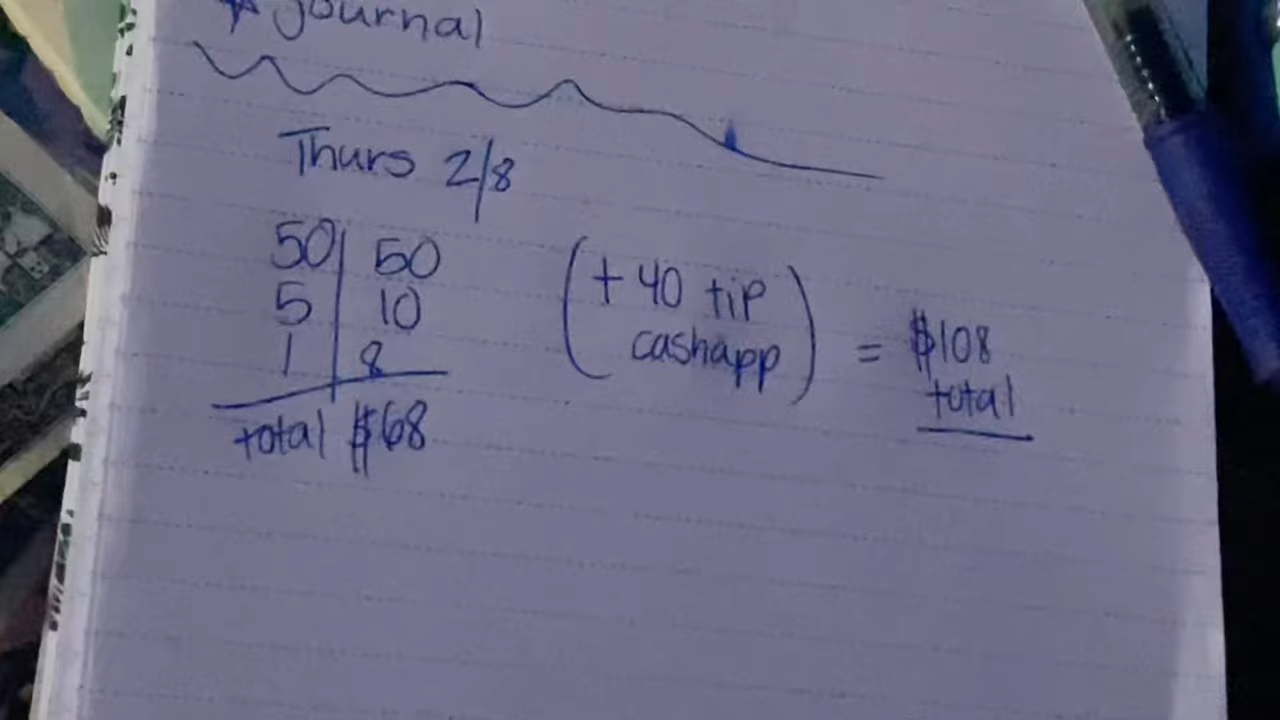 ☆ Journal
Thurs 2/8
50 | 50
5 | 10
1 | 8
total $68
(+ 40 tip
cashapp)
= $108
total